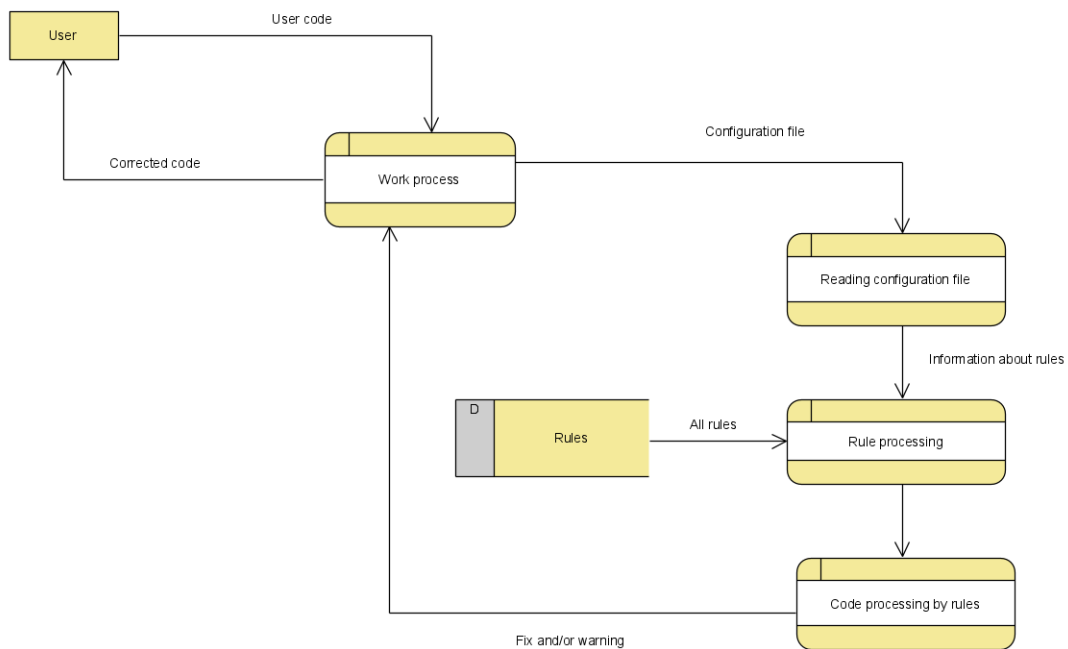 User code
User
Configuration file
Corrected code
Work process
Reading configuration file
Information about rules
D
Rules
All rules
Rule processing
Code processing by rules
Fix and/or warning